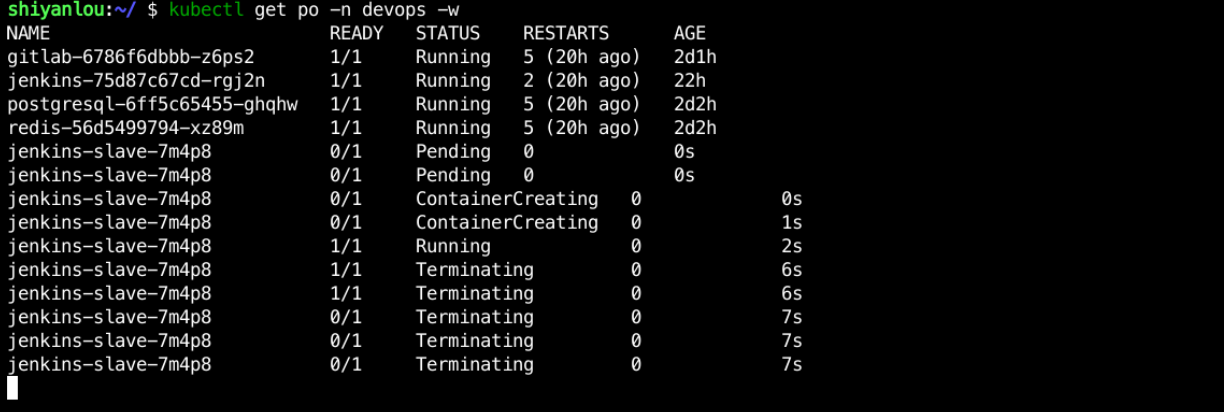 shiyanlou:~/ $ kubectl get po -n devops -w
NAME                          READY   STATUS    RESTARTS      AGE
gitlab-6786f6dbbb-z6ps2       1/1     Running   5 (20h ago)   2d1h
jenkins-75d87c67cd-rgj2n      1/1     Running   2 (20h ago)   22h
postgresql-6ff5c65455-ghqhw   1/1     Running   5 (20h ago)   2d2h
redis-56d5499794-xz89m        1/1     Running   5 (20h ago)   2d2h
jenkins-slave-7m4p8           0/1     Pending   0             0s
jenkins-slave-7m4p8           0/1     Pending   0             0s
jenkins-slave-7m4p8           0/1     ContainerCreating   0             0s
jenkins-slave-7m4p8           0/1     ContainerCreating   0             1s
jenkins-slave-7m4p8           1/1     Running             0             2s
jenkins-slave-7m4p8           1/1     Terminating         0             6s
jenkins-slave-7m4p8           1/1     Terminating         0             6s
jenkins-slave-7m4p8           0/1     Terminating         0             7s
jenkins-slave-7m4p8           0/1     Terminating         0             7s
jenkins-slave-7m4p8           0/1     Terminating         0             7s